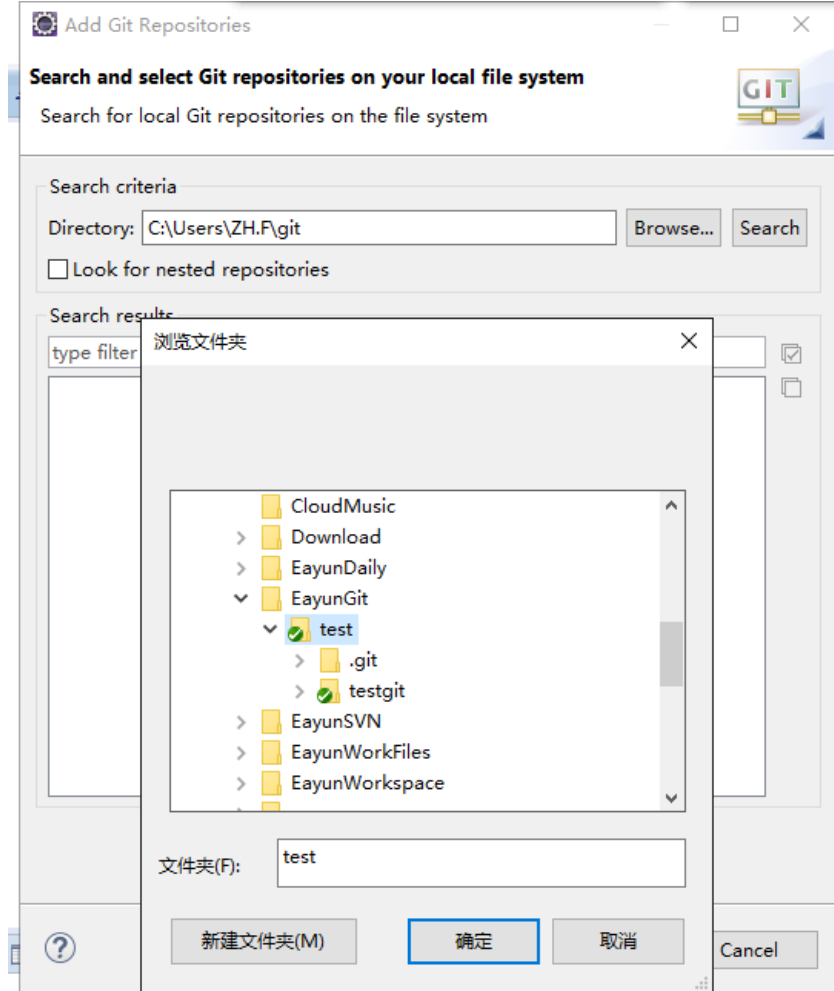 Add Git Repositories
Search and select Git repositories on your local file system
Search for local Git repositories on the file system
GIT
Search criteria
Directory: C:\Users\ZH.F\git Browse... Search
Look for nested repositories
Search results
type filter
浏览文件夹
CloudMusic
Download
EayunDaily
EayunGit
test
.git
testgit
EayunSVN
EayunWorkFiles
EayunWorkspace
文件夹(F): test
新建文件夹(M) 确定 取消
? Cancel